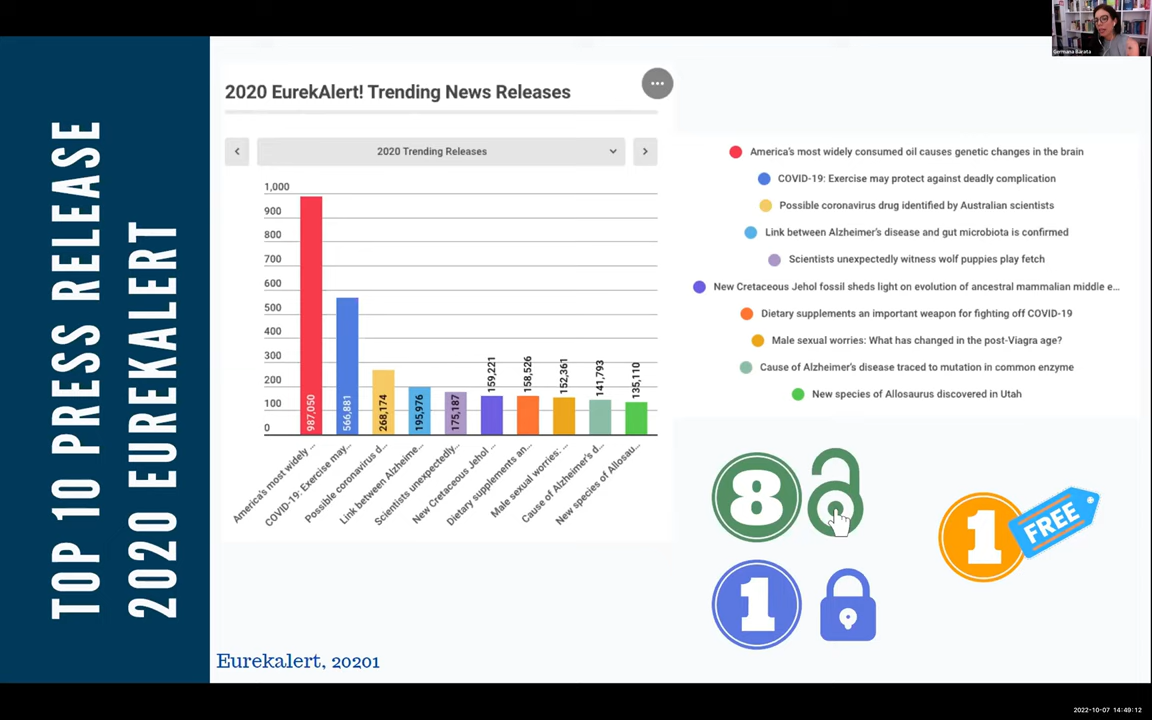 Germana Barata
TOP 10 PRESS RELEASE
2020 EUREKALERT
2020 EurekAlert! Trending News Releases
2020 Trending Releases
1,000
900
800
700
600
500
400
300
200
100
0
987,050
566,881
268,174
195,976
175,187
159,221
158,526
152,361
141,793
135,110
America's most widely ...
COVID-19: Exercise may...
Possible coronavirus d...
Link between Alzheime...
Scientists unexpectedly...
New Cretaceous Jehol ...
Dietary supplements an...
Male sexual worries: ...
Cause of Alzheimer's d...
New species of Allosau...
America's most widely consumed oil causes genetic changes in the brain
COVID-19: Exercise may protect against deadly complication
Possible coronavirus drug identified by Australian scientists
Link between Alzheimer's disease and gut microbiota is confirmed
Scientists unexpectedly witness wolf puppies play fetch
New Cretaceous Jehol fossil sheds light on evolution of ancestral mammalian middle e...
Dietary supplements an important weapon for fighting off COVID-19
Male sexual worries: What has changed in the post-Viagra age?
Cause of Alzheimer's disease traced to mutation in common enzyme
New species of Allosaurus discovered in Utah
8
1
1
FREE
Eurekalert, 20201
2022-10-07 14:49:12